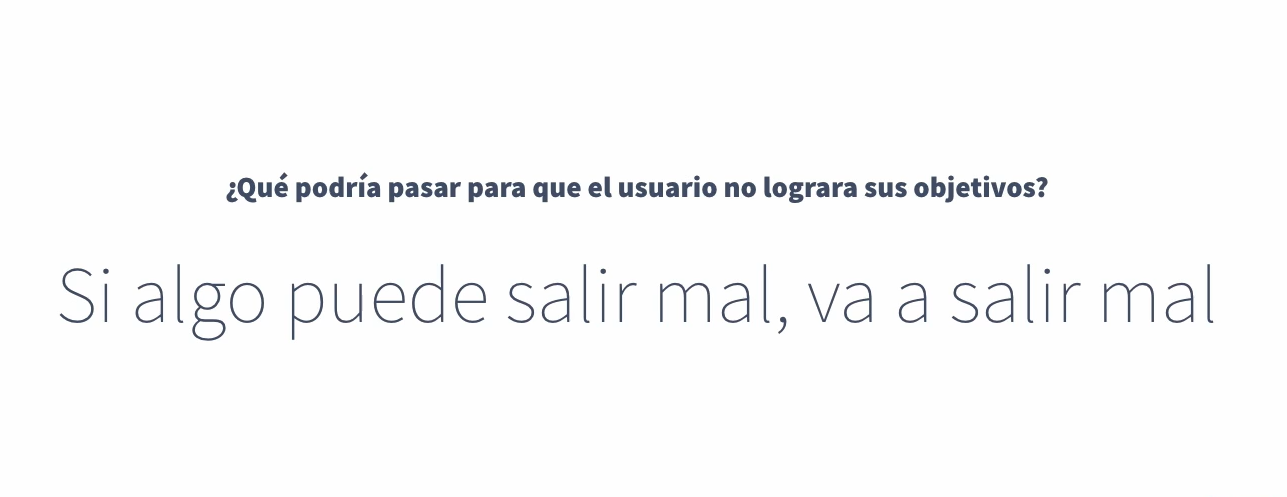 ¿Qué podría pasar para que el usuario no lograra sus objetivos?
Si algo puede salir mal, va a salir mal